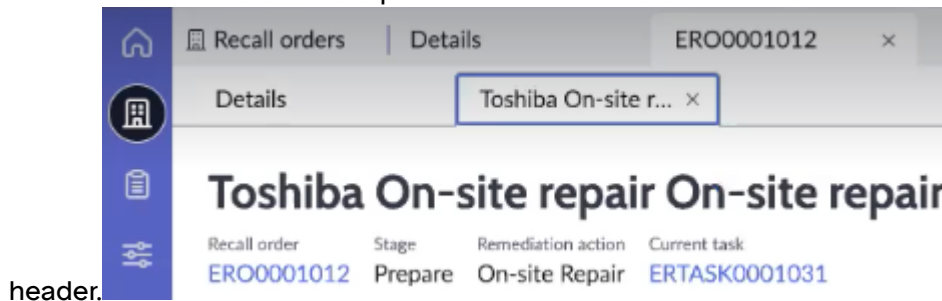 Recall orders Details ERO0001012 ×
Details Toshiba On-site r... ×
Toshiba On-site repair On-site repair
Recall order Stage Remediation action Current task
ERO0001012 Prepare On-site Repair ERTASK0001031
header.